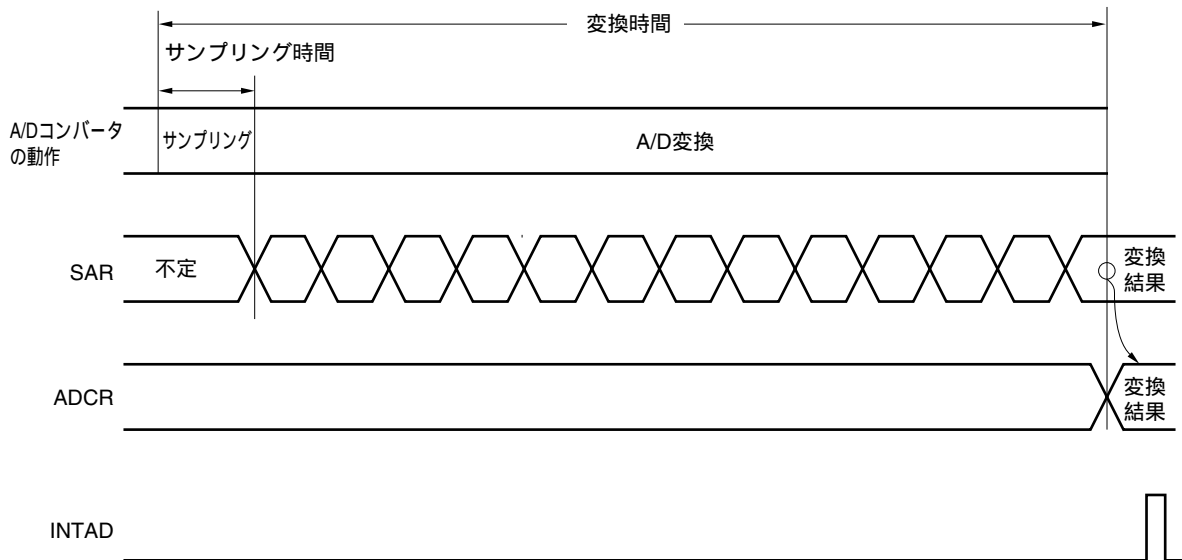 変換時間
サンプリング時間
A/Dコンバータ
の動作
サンプリング
A/D変換
SAR
不定
変換
結果
ADCR
変換
結果
INTAD